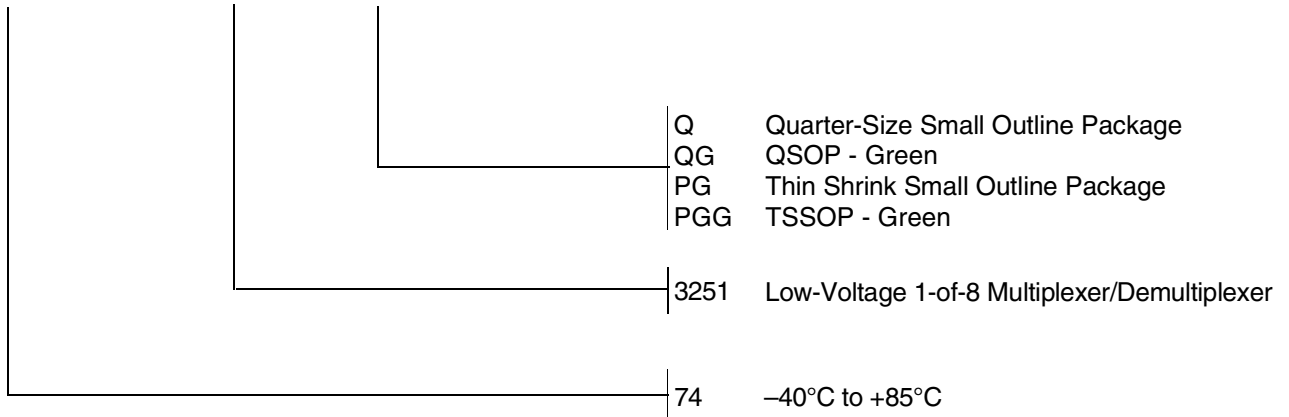 Q Quarter-Size Small Outline Package
QG QSOP - Green
PG Thin Shrink Small Outline Package
PGG TSSOP - Green
3251 Low-Voltage 1-of-8 Multiplexer/Demultiplexer
74 –40°C to +85°C